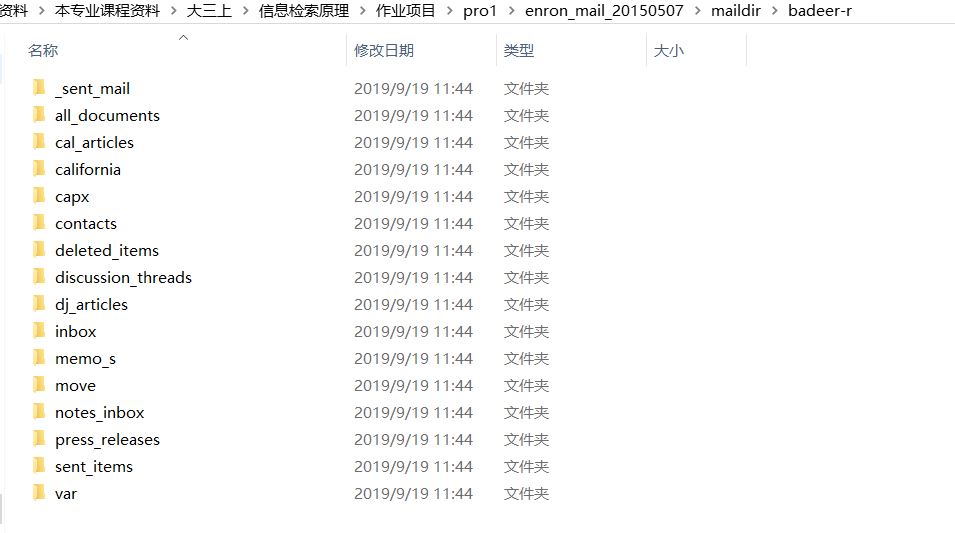 资料 > 本专业课程资料 > 大三上 > 信息检索原理 > 作业项目 > pro1 > enron_mail_20150507 > maildir > badeer-r
名称 修改日期 类型 大小
_sent_mail 2019/9/19 11:44 文件夹
all_documents 2019/9/19 11:44 文件夹
cal_articles 2019/9/19 11:44 文件夹
california 2019/9/19 11:44 文件夹
capx 2019/9/19 11:44 文件夹
contacts 2019/9/19 11:44 文件夹
deleted_items 2019/9/19 11:44 文件夹
discussion_threads 2019/9/19 11:44 文件夹
dj_articles 2019/9/19 11:44 文件夹
inbox 2019/9/19 11:44 文件夹
memo_s 2019/9/19 11:44 文件夹
move 2019/9/19 11:44 文件夹
notes_inbox 2019/9/19 11:44 文件夹
press_releases 2019/9/19 11:44 文件夹
sent_items 2019/9/19 11:44 文件夹
var 2019/9/19 11:44 文件夹